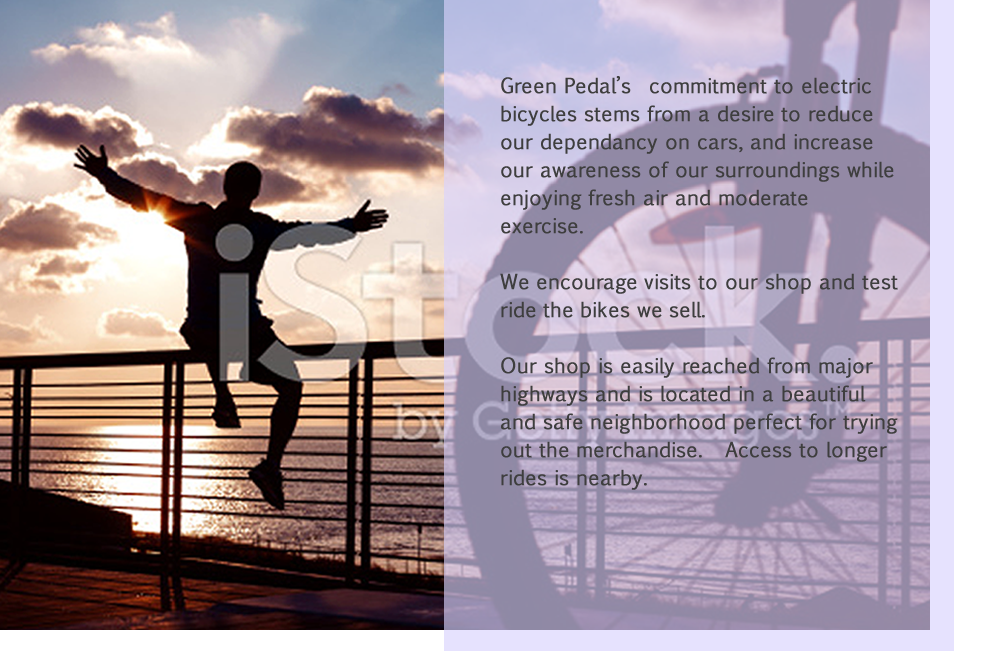 Green Pedal's   commitment to electric
bicycles stems from a desire to reduce
our dependancy on cars, and increase
our awareness of our surroundings while
enjoying fresh air and moderate
exercise.
We encourage visits to our shop and test
ride the bikes we sell.
Our shop is easily reached from major
highways and is located in a beautiful
and safe neighborhood perfect for trying
out the merchandise.   Access to longer
rides is nearby.
iStock.
by Getty Images™